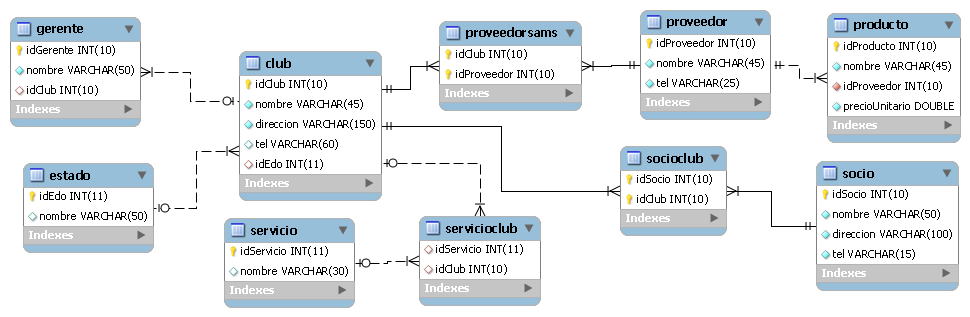 gerente
idGerente INT(10)
nombre VARCHAR(50)
idClub INT(10)
Indexes
club
idClub INT(10)
nombre VARCHAR(45)
direccion VARCHAR(150)
tel VARCHAR(60)
idEdo INT(11)
Indexes
proveedorsams
idClub INT(10)
idProveedor INT(10)
Indexes
proveedor
idProveedor INT(10)
nombre VARCHAR(45)
tel VARCHAR(25)
Indexes
producto
idProducto INT(10)
nombre VARCHAR(45)
idProveedor INT(10)
precioUnitario DOUBLE
Indexes
estado
idEdo INT(11)
nombre VARCHAR(50)
Indexes
servicio
idServicio INT(11)
nombre VARCHAR(30)
Indexes
servicioclub
idServicio INT(11)
idClub INT(10)
Indexes
socioclub
idSocio INT(10)
idClub INT(10)
Indexes
socio
idSocio INT(10)
nombre VARCHAR(50)
direccion VARCHAR(100)
tel VARCHAR(15)
Indexes